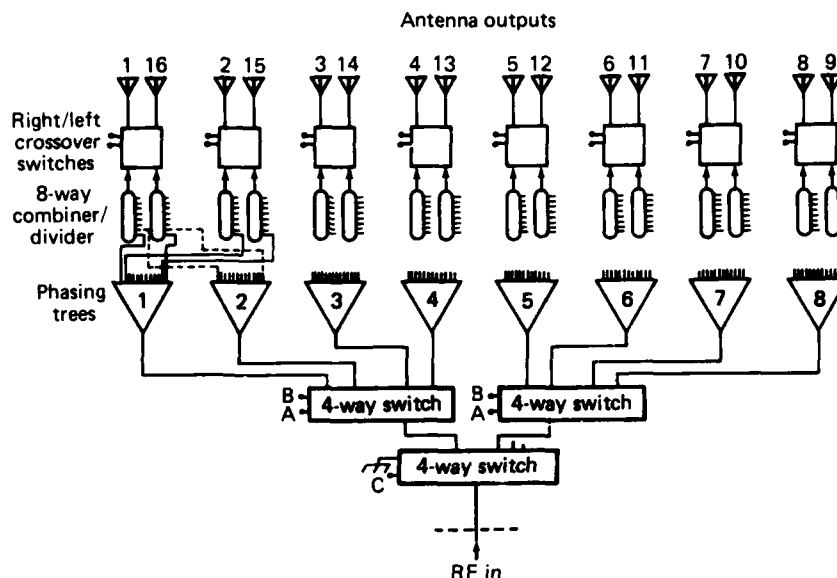 Antenna outputs
1 16 2 15 3 14 4 13 5 12 6 11 7 10 8 9
Right/left
crossover
switches
8-way
combiner/
divider
Phasing
trees
1 2 3 4 5 6 7 8
B 4-way switch B 4-way switch
A A
4-way switch
C
RF in